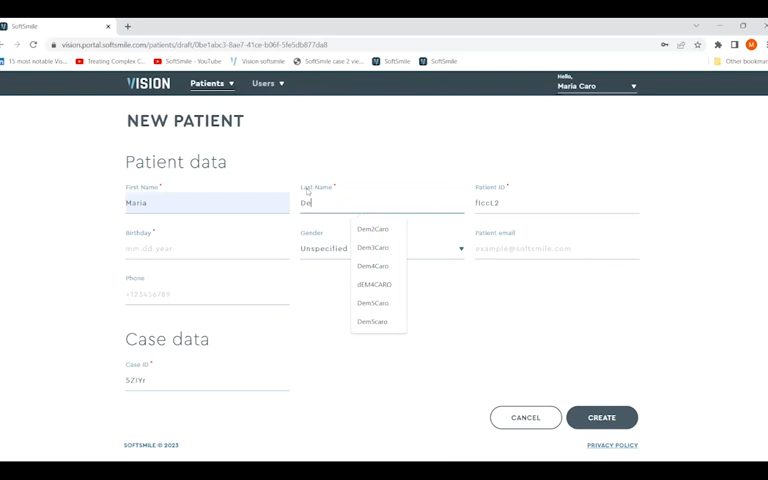 SoftSmile
vision.portal.softsmile.com/patients/draft/0be1abc3-8ae7-41ce-b06f-5fe5db877da8
15 most notable Vis...
Treating Complex C...
SoftSmile - YouTube
Vision softsmile
SoftSmile case 2 vie...
SoftSmile
SoftSmile
Other bookmar
VISION
Patients
Users
Hello,
Maria Caro
NEW PATIENT
Patient data
First Name *
Last Name *
Patient ID *
Maria
De
fIccL2
Birthday *
Gender
Patient email
mm.dd.year
Unspecified
example@softsmile.com
Dem2Caro
Dem3Caro
Dem4Caro
dEM4CARO
Dem5Caro
Dem5caro
Phone
+123456789
Case data
Case ID *
SZIYr
CANCEL
CREATE
SOFTSMILE © 2023
PRIVACY POLICY